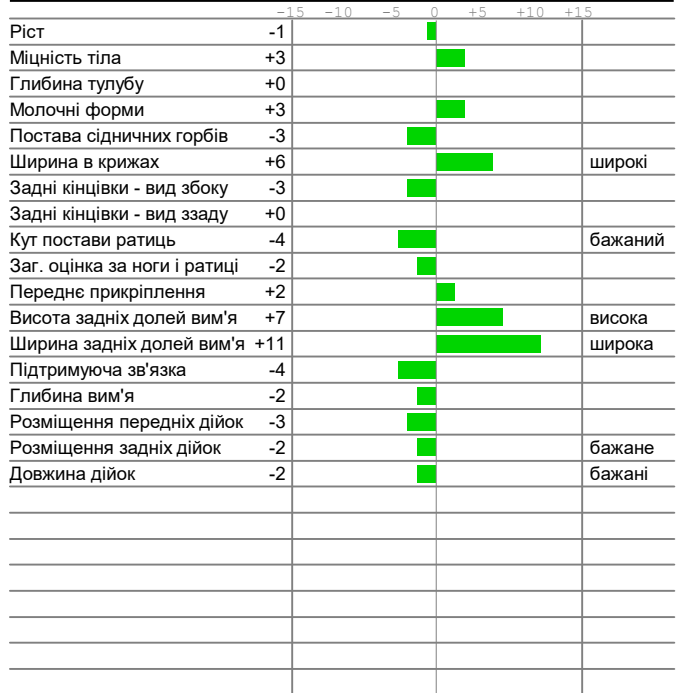 -15 -10 -5 0 +5 +10 +15
Ріст -1
Міцність тіла +3
Глибина тулубу +0
Молочні форми +3
Постава сідничних горбів -3
Ширина в крижах +6 широкі
Задні кінцівки - вид збоку -3
Задні кінцівки - вид ззаду +0
Кут постави ратиць -4 бажаний
Заг. оцінка за ноги і ратиці -2
Переднє прикріплення +2
Висота задніх долей вим'я +7 висока
Ширина задніх долей вим'я +11 широка
Підтримуюча зв'язка -4
Глибина вим'я -2
Розміщення передніх дійок -3
Розміщення задніх дійок -2 бажане
Довжина дійок -2 бажані